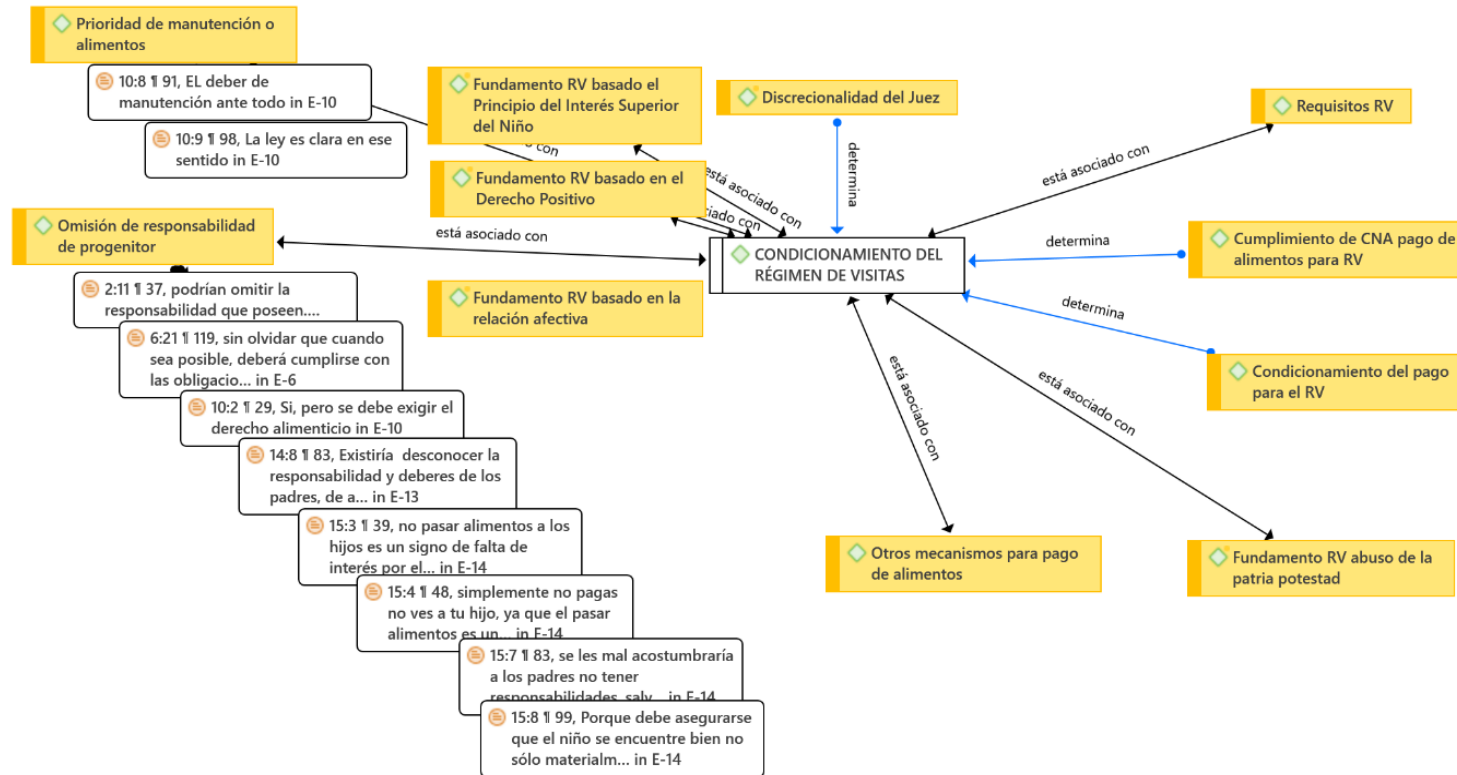 Prioridad de manutención o
alimentos
10:8 ¶ 91, EL deber de
manutención ante todo in E-10
10:9 ¶ 98, La ley es clara en ese
sentido in E-10
Fundamento RV basado el
Principio del Interés Superior
del Niño
Discrecionalidad del Juez
Requisitos RV
determina
está asociado con
está asociado con
Fundamento RV basado en el
Derecho Positivo
ciado con
Omisión de responsabilidad
de progenitor
está asociado con
CONDICIONAMIENTO DEL
RÉGIMEN DE VISITAS
determina
Cumplimiento de CNA pago de
alimentos para RV
2:11 ¶ 37, podrían omitir la
responsabilidad que poseen....
Fundamento RV basado en la
relación afectiva
determina
6:21 ¶ 119, sin olvidar que cuando
sea posible, deberá cumplirse con
las obligacio... in E-6
Condicionamiento del pago
para el RV
está asociado con
está asociado con
10:2 ¶ 29, Si, pero se debe exigir el
derecho alimenticio in E-10
14:8 ¶ 83, Existiría desconocer la
responsabilidad y deberes de los
padres, de a... in E-13
15:3 ¶ 39, no pasar alimentos a los
hijos es un signo de falta de
interés por el... in E-14
Otros mecanismos para pago
de alimentos
Fundamento RV abuso de la
patria potestad
15:4 ¶ 48, simplemente no pagas
no ves a tu hijo, ya que el pasar
alimentos es un... in E-14
15:7 ¶ 83, se les mal acostumbraría
a los padres no tener
responsabilidades, salv... in E-14
15:8 ¶ 99, Porque debe asegurarse
que el niño se encuentre bien no
sólo materialm... in E-14